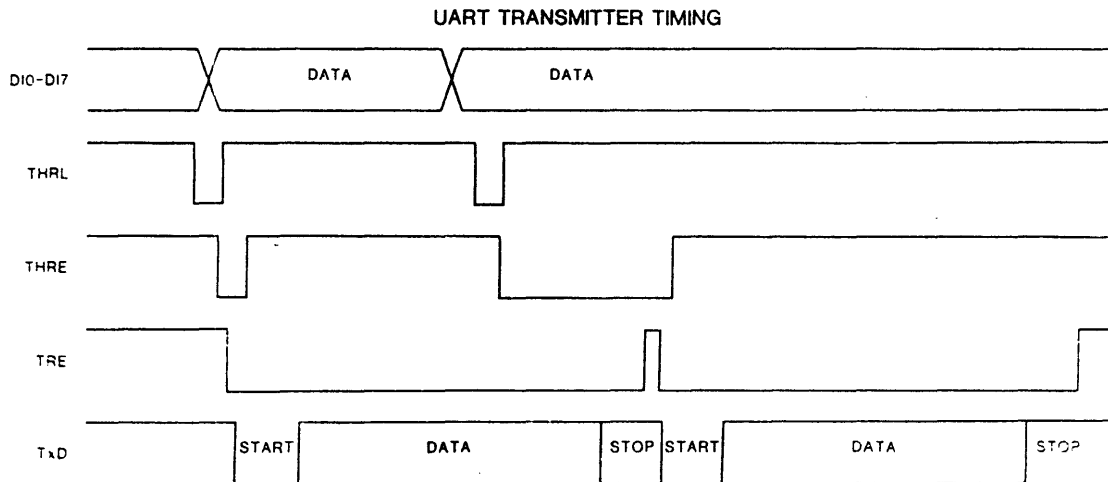 UART TRANSMITTER TIMING
DI0-DI7 DATA DATA
THRL
THRE
TRE
TxD START DATA STOP START DATA STOP